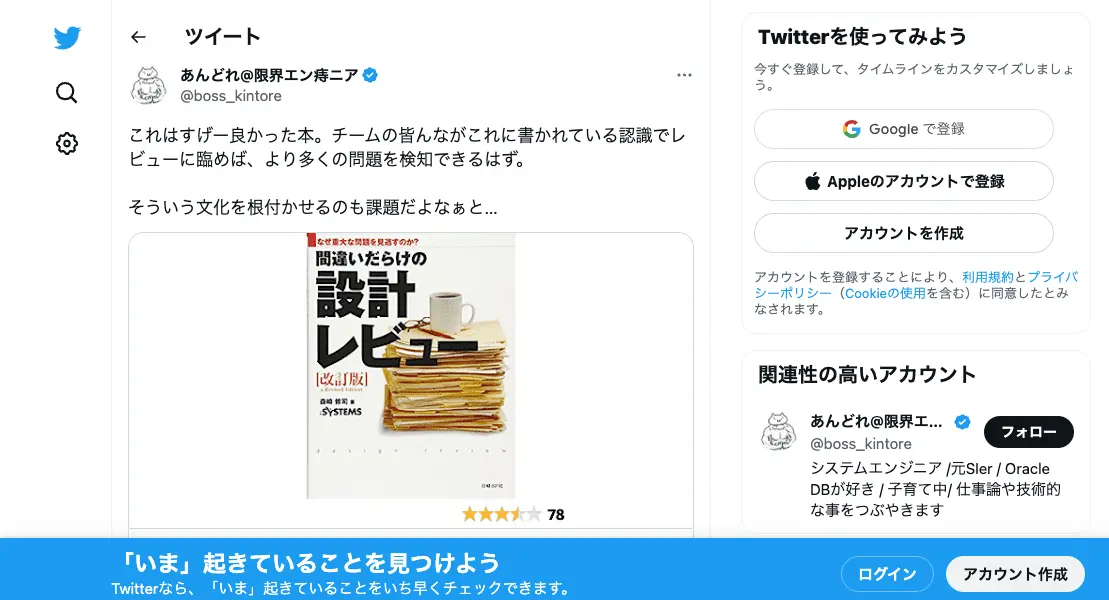 ツイート
あんどれ@限界エン痔ニア
@boss_kintore
これはすげー良かった本。チームの皆んながこれに書かれている認識でレ
ビューに臨めば、より多くの問題を検知できるはず。
そういう文化を根付かせるのも課題だよなぁと...
なぜ重大な問題を見逃すのか?
間違いだらけの
設計
レビュー
[改訂版]
a Revised Edition
森崎 修司 著
日経SYSTEMS
design review
日経BP社
78
Twitterを使ってみよう
今すぐ登録して、タイムラインをカスタマイズしましょ
う。
Google で登録
Appleのアカウントで登録
アカウントを作成
アカウントを登録することにより、利用規約とプライバ
シーポリシー（Cookieの使用を含む）に同意したとみ
なされます。
関連性の高いアカウント
あんどれ@限界エ...
@boss_kintore
フォロー
システムエンジニア /元SIer / Oracle
DBが好き / 子育て中/ 仕事論や技術的
な事をつぶやきます
「いま」起きていることを見つけよう
Twitterなら、「いま」起きていることをいち早くチェックできます。
ログイン
アカウント作成